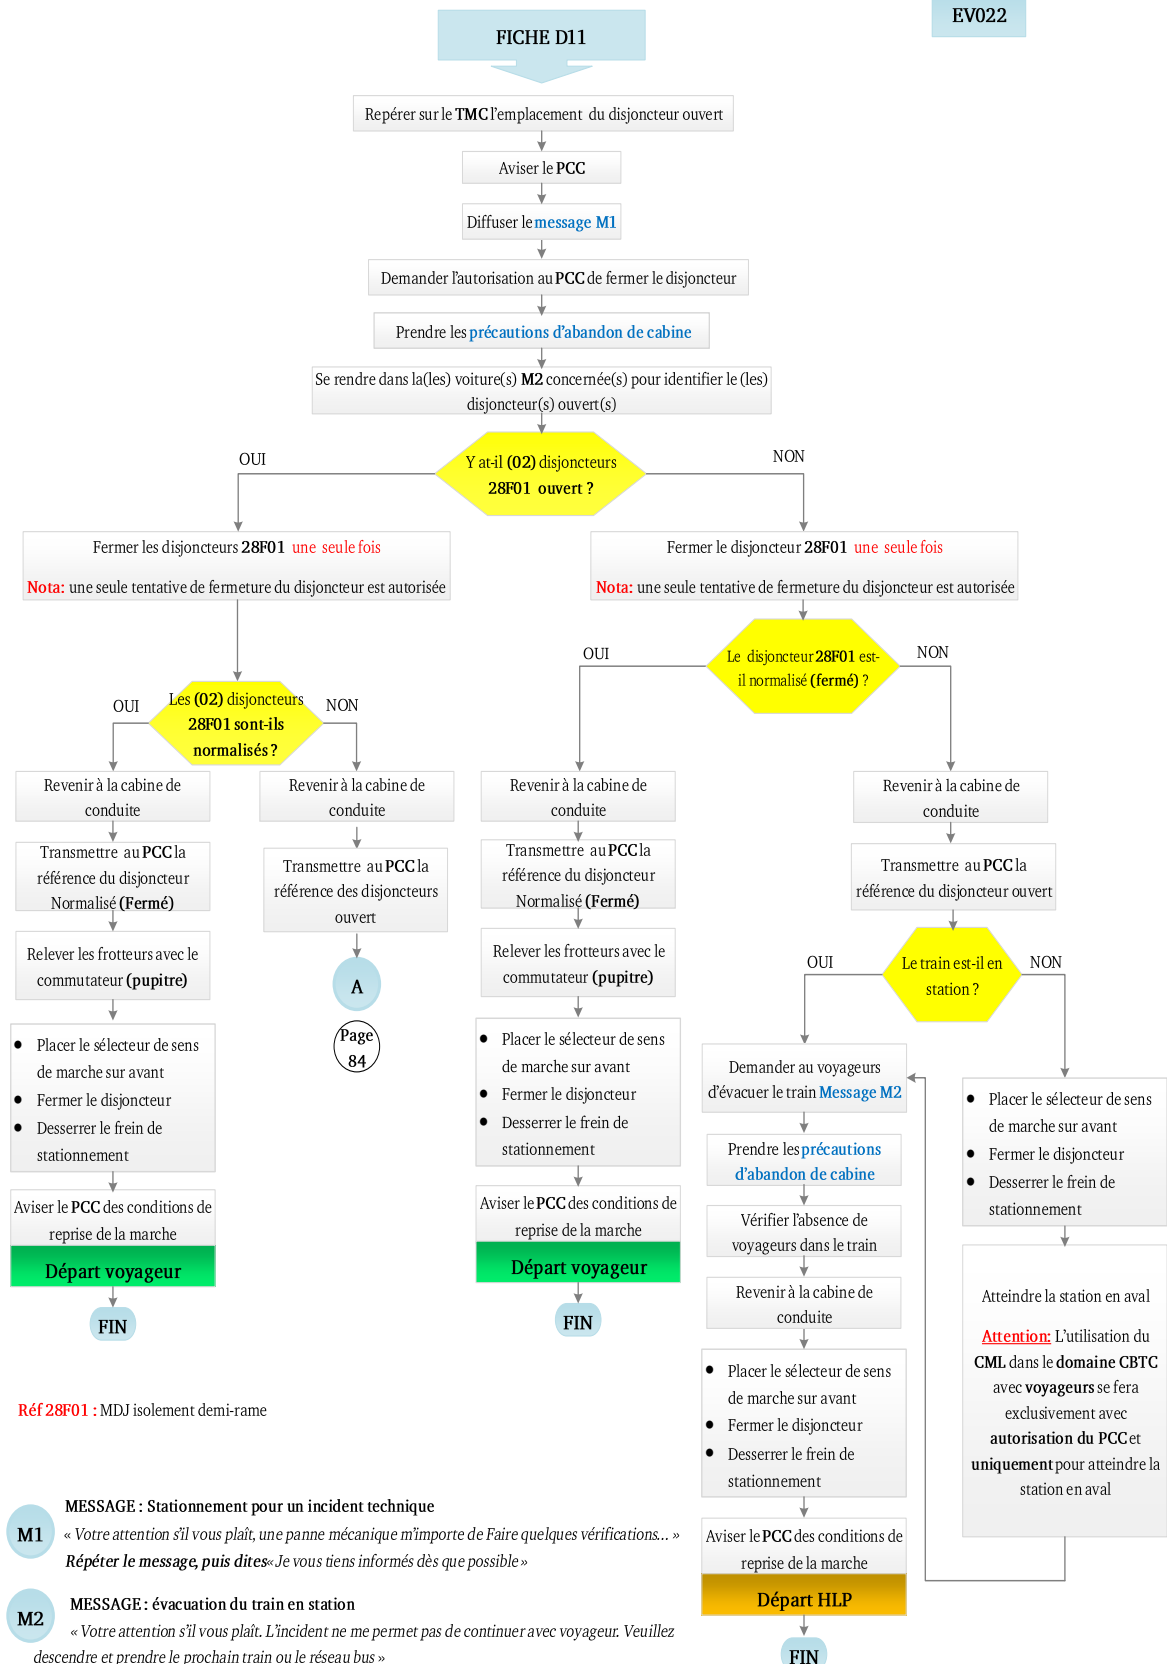 EV022
FICHE D11
Repérer sur le TMC l'emplacement du disjoncteur ouvert
Aviser le PCC
Diffuser le message M1
Demander l'autorisation au PCC de fermer le disjoncteur
Prendre les précautions d'abandon de cabine
Se rendre dans la(les) voiture(s) M2 concernée(s) pour identifier le (les)
disjoncteur(s) ouvert(s)
Y at-il (02) disjoncteurs
28F01 ouvert ?
OUI
NON
Fermer les disjoncteurs 28F01 une seule fois
Nota: une seule tentative de fermeture du disjoncteur est autorisée
Les (02) disjoncteurs
28F01 sont-ils
normalisés ?
OUI
NON
Revenir à la cabine de
conduite
Transmettre au PCC la
référence du disjoncteur
Normalisé (Fermé)
Relever les frotteurs avec le
commutateur (pupitre)
• Placer le sélecteur de sens
de marche sur avant
• Fermer le disjoncteur
• Desserrer le frein de
stationnement
Aviser le PCC des conditions de
reprise de la marche
Départ voyageur
FIN
Revenir à la cabine de
conduite
Transmettre au PCC la
référence des disjoncteurs
ouvert
A
Page
84
Fermer le disjoncteur 28F01 une seule fois
Nota: une seule tentative de fermeture du disjoncteur est autorisée
Le disjoncteur 28F01 est-
il normalisé (fermé) ?
OUI
NON
Revenir à la cabine de
conduite
Transmettre au PCC la
référence du disjoncteur
Normalisé (Fermé)
Relever les frotteurs avec le
commutateur (pupitre)
• Placer le sélecteur de sens
de marche sur avant
• Fermer le disjoncteur
• Desserrer le frein de
stationnement
Aviser le PCC des conditions de
reprise de la marche
Départ voyageur
FIN
Revenir à la cabine de
conduite
Transmettre au PCC la
référence du disjoncteur ouvert
Le train est-il en
station ?
OUI
NON
Demander au voyageurs
d'évacuer le train Message M2
Prendre les précautions
d'abandon de cabine
Vérifier l'absence de
voyageurs dans le train
Revenir à la cabine de
conduite
• Placer le sélecteur de sens
de marche sur avant
• Fermer le disjoncteur
• Desserrer le frein de
stationnement
Aviser le PCC des conditions de
reprise de la marche
Départ HLP
FIN
• Placer le sélecteur de sens
de marche sur avant
• Fermer le disjoncteur
• Desserrer le frein de
stationnement
Atteindre la station en aval
Attention: L'utilisation du
CML dans le domaine CBTC
avec voyageurs se fera
exclusivement avec
autorisation du PCC et
uniquement pour atteindre la
station en aval
Réf 28F01 : MDJ isolement demi-rame
M1
MESSAGE : Stationnement pour un incident technique
« Votre attention s'il vous plaît, une panne mécanique m'importe de Faire quelques vérifications... »
Répéter le message, puis dites «Je vous tiens informés dès que possible »
M2
MESSAGE : évacuation du train en station
« Votre attention s'il vous plaît. L'incident ne me permet pas de continuer avec voyageur. Veuillez
descendre et prendre le prochain train ou le réseau bus »